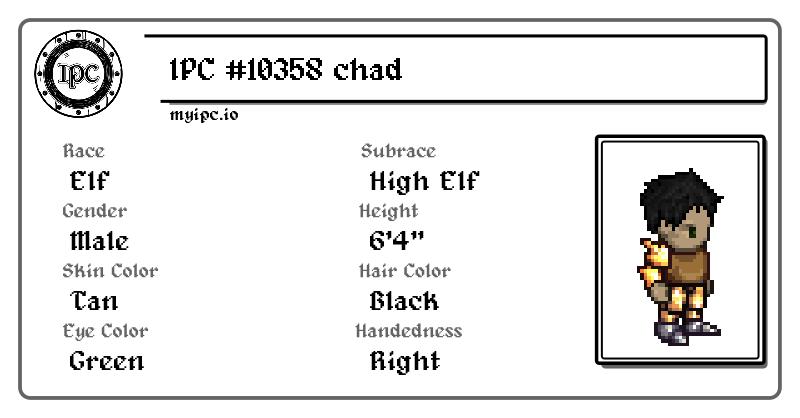 IPC
IPC #10358 chad
myipc.io
Race
Subrace
Elf
High Elf
Gender
Height
Male
6'4"
Skin Color
Hair Color
Tan
Black
Eye Color
Handedness
Green
Right